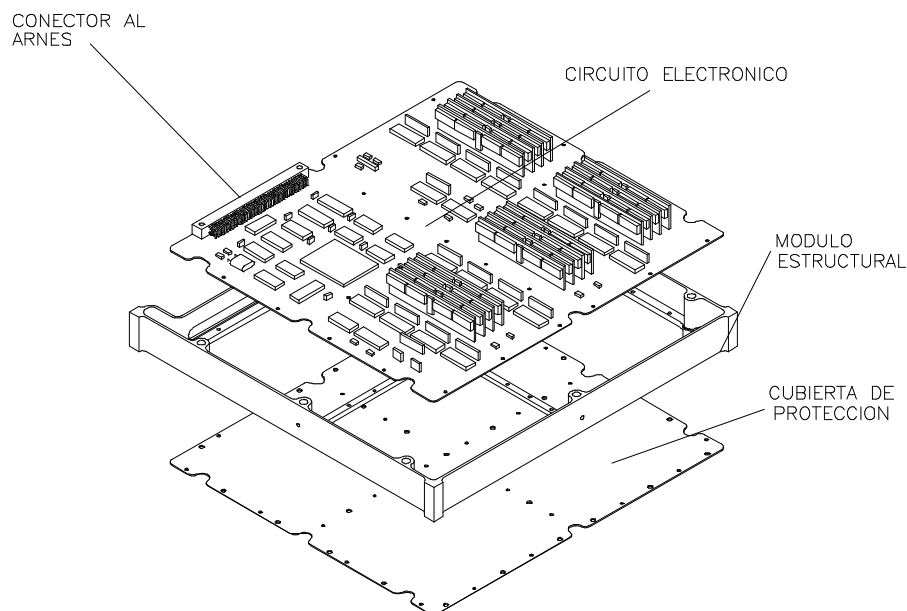 CONECTOR AL
ARNES
CIRCUITO ELECTRONICO
MODULO
ESTRUCTURAL
CUBIERTA DE
PROTECCION